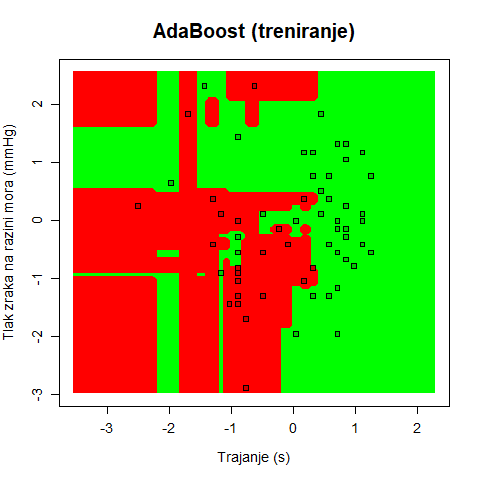 AdaBoost (treniranje)
Tlak zraka na razini mora (mmHg)
2
1
0
-1
-2
-3
-3 -2 -1 0 1 2
Trajanje (s)